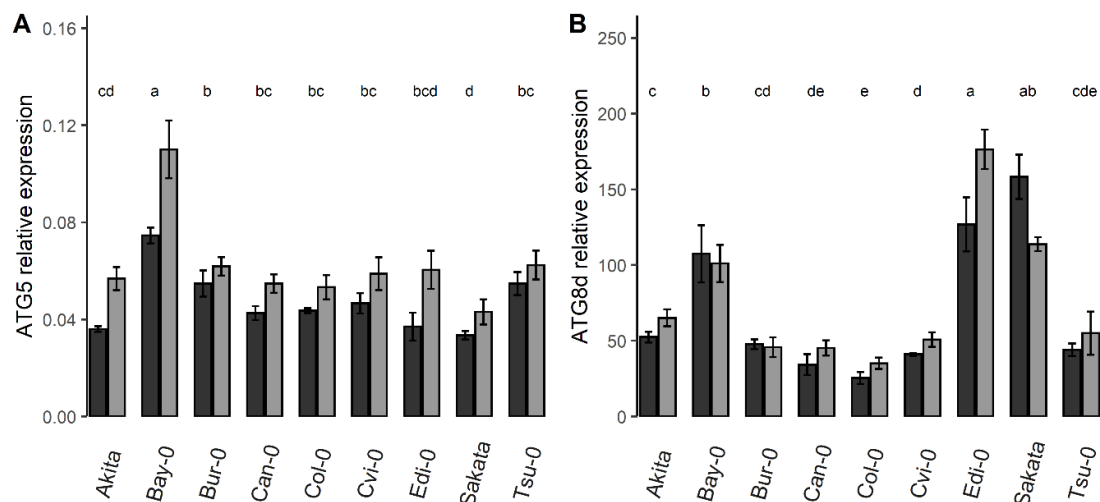 A
ATG5 relative expression
0.16
0.12
0.08
0.04
0.00
cd a b bc bc bc bcd d bc
Akita Bay-0 Bur-0 Can-0 Col-0 Cvi-0 Edi-0 Sakata Tsu-0
B
ATG8d relative expression
250
200
150
100
50
0
c b cd de e d a ab cde
Akita Bay-0 Bur-0 Can-0 Col-0 Cvi-0 Edi-0 Sakata Tsu-0